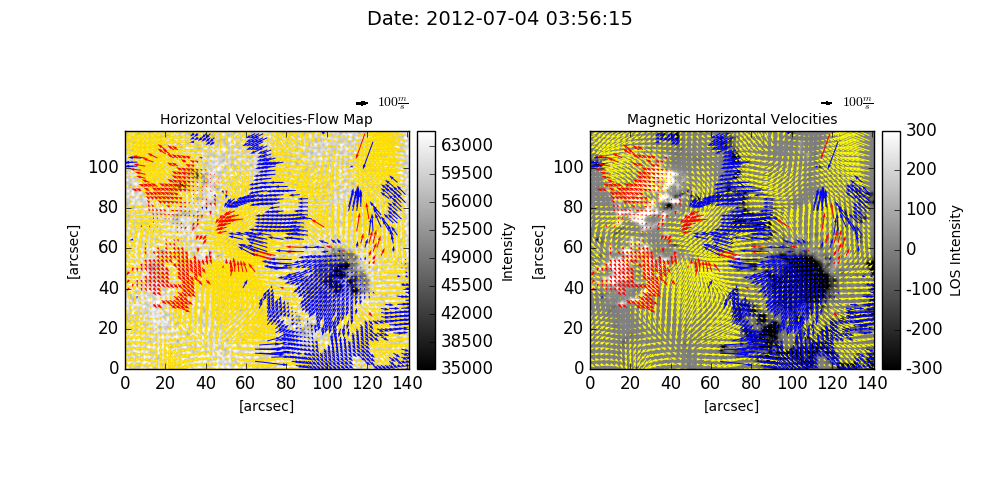 Date: 2012-07-04 03:56:15
100 m/s
Horizontal Velocities-Flow Map
100
80
60
40
20
0
[arcsec]
0 20 40 60 80 100 120 140
[arcsec]
63000
59500
56000
52500
49000
45500
42000
38500
35000
Intensity
100 m/s
Magnetic Horizontal Velocities
100
80
60
40
20
0
[arcsec]
0 20 40 60 80 100 120 140
[arcsec]
300
200
100
0
-100
-200
-300
LOS Intensity